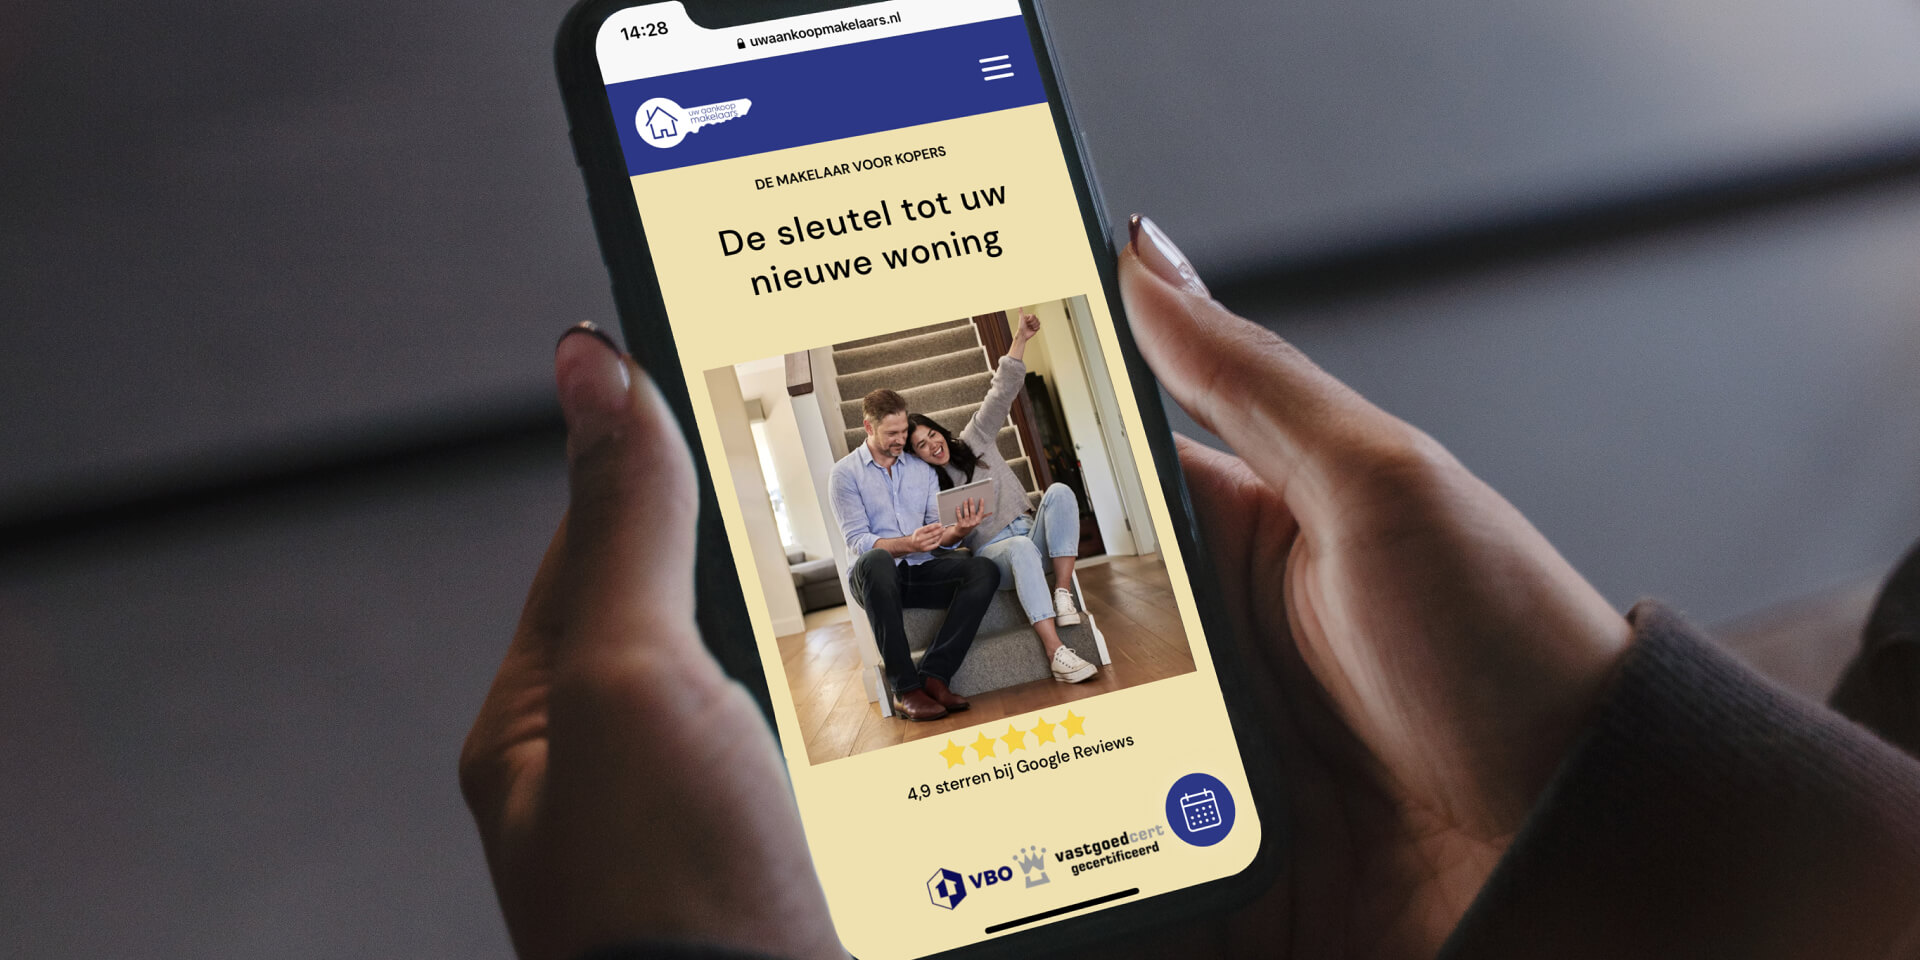 14:28
uwaankoopmakelaars.nl
uw aankoop
makelaars
DE MAKELAAR VOOR KOPERS
De sleutel tot uw
nieuwe woning
4,9 sterren bij Google Reviews
VBO
vastgoedcert
gecertificeerd